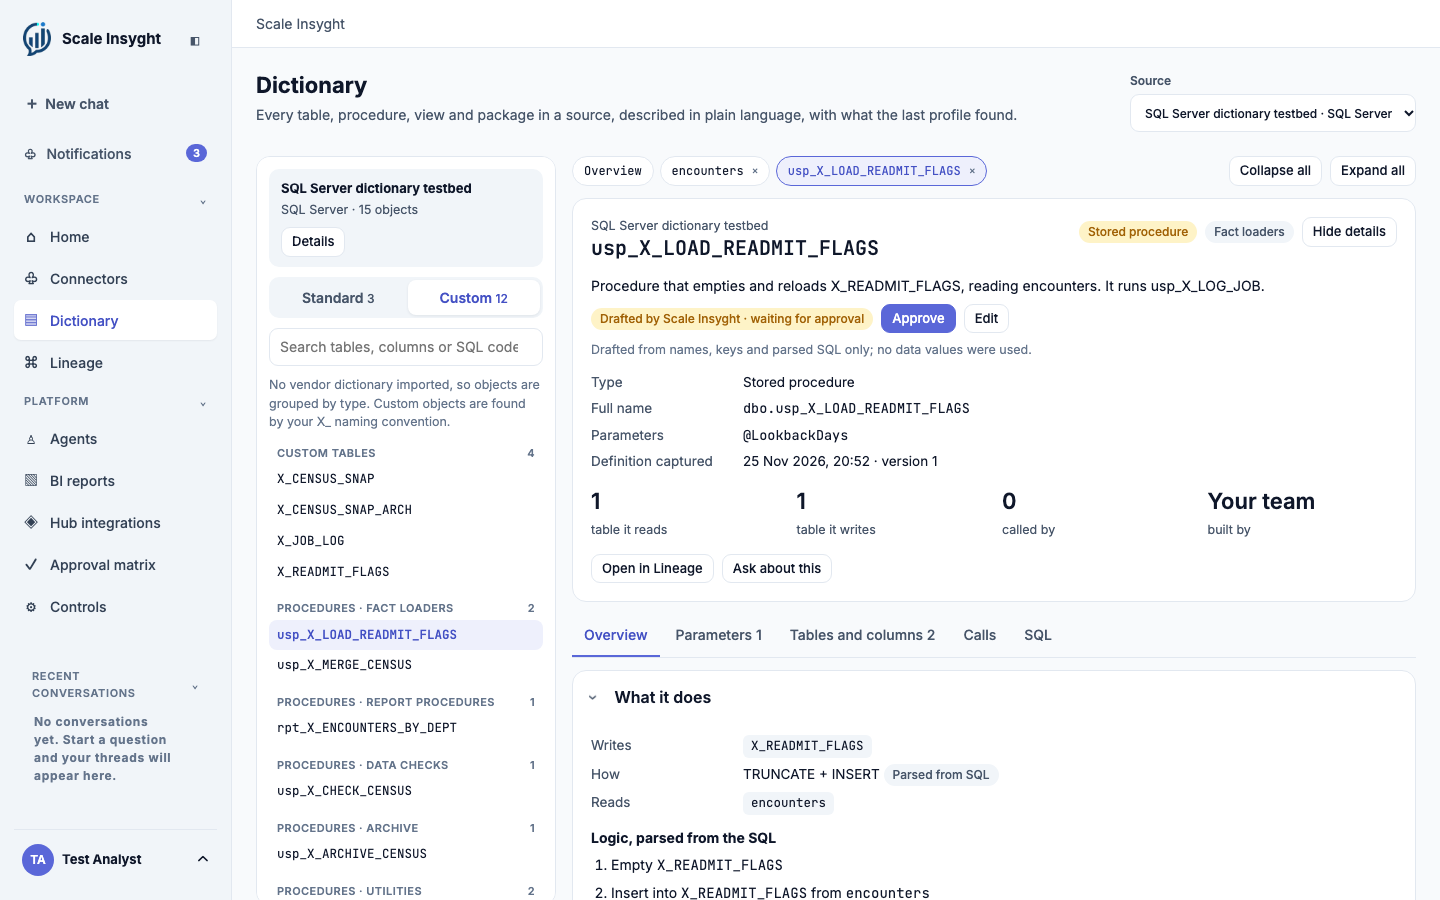 Scale Insyght
+ New chat
Notifications 3
WORKSPACE
Home
Connectors
Dictionary
Lineage
PLATFORM
Agents
BI reports
Hub integrations
Approval matrix
Controls
RECENT
CONVERSATIONS
No conversations
yet. Start a question
and your threads will
appear here.
TA Test Analyst
Scale Insyght
Dictionary
Every table, procedure, view and package in a source, described in plain language, with what the last profile found.
Source
SQL Server dictionary testbed · SQL Server
SQL Server dictionary testbed
SQL Server · 15 objects
Details
Standard 3 Custom 12
Search tables, columns or SQL code
No vendor dictionary imported, so objects are
grouped by type. Custom objects are found
by your X_ naming convention.
CUSTOM TABLES 4
X_CENSUS_SNAP
X_CENSUS_SNAP_ARCH
X_JOB_LOG
X_READMIT_FLAGS
PROCEDURES · FACT LOADERS 2
usp_X_LOAD_READMIT_FLAGS
usp_X_MERGE_CENSUS
PROCEDURES · REPORT PROCEDURES 1
rpt_X_ENCOUNTERS_BY_DEPT
PROCEDURES · DATA CHECKS 1
usp_X_CHECK_CENSUS
PROCEDURES · ARCHIVE 1
usp_X_ARCHIVE_CENSUS
PROCEDURES · UTILITIES 2
Overview encounters × usp_X_LOAD_READMIT_FLAGS × Collapse all Expand all
SQL Server dictionary testbed
usp_X_LOAD_READMIT_FLAGS
Stored procedure Fact loaders Hide details
Procedure that empties and reloads X_READMIT_FLAGS, reading encounters. It runs usp_X_LOG_JOB.
Drafted by Scale Insyght · waiting for approval Approve Edit
Drafted from names, keys and parsed SQL only; no data values were used.
Type Stored procedure
Full name dbo.usp_X_LOAD_READMIT_FLAGS
Parameters @LookbackDays
Definition captured 25 Nov 2026, 20:52 · version 1
1 1 0 Your team
table it reads table it writes called by built by
Open in Lineage Ask about this
Overview Parameters 1 Tables and columns 2 Calls SQL
What it does
Writes X_READMIT_FLAGS
How TRUNCATE + INSERT Parsed from SQL
Reads encounters
Logic, parsed from the SQL
1. Empty X_READMIT_FLAGS
2. Insert into X_READMIT_FLAGS from encounters